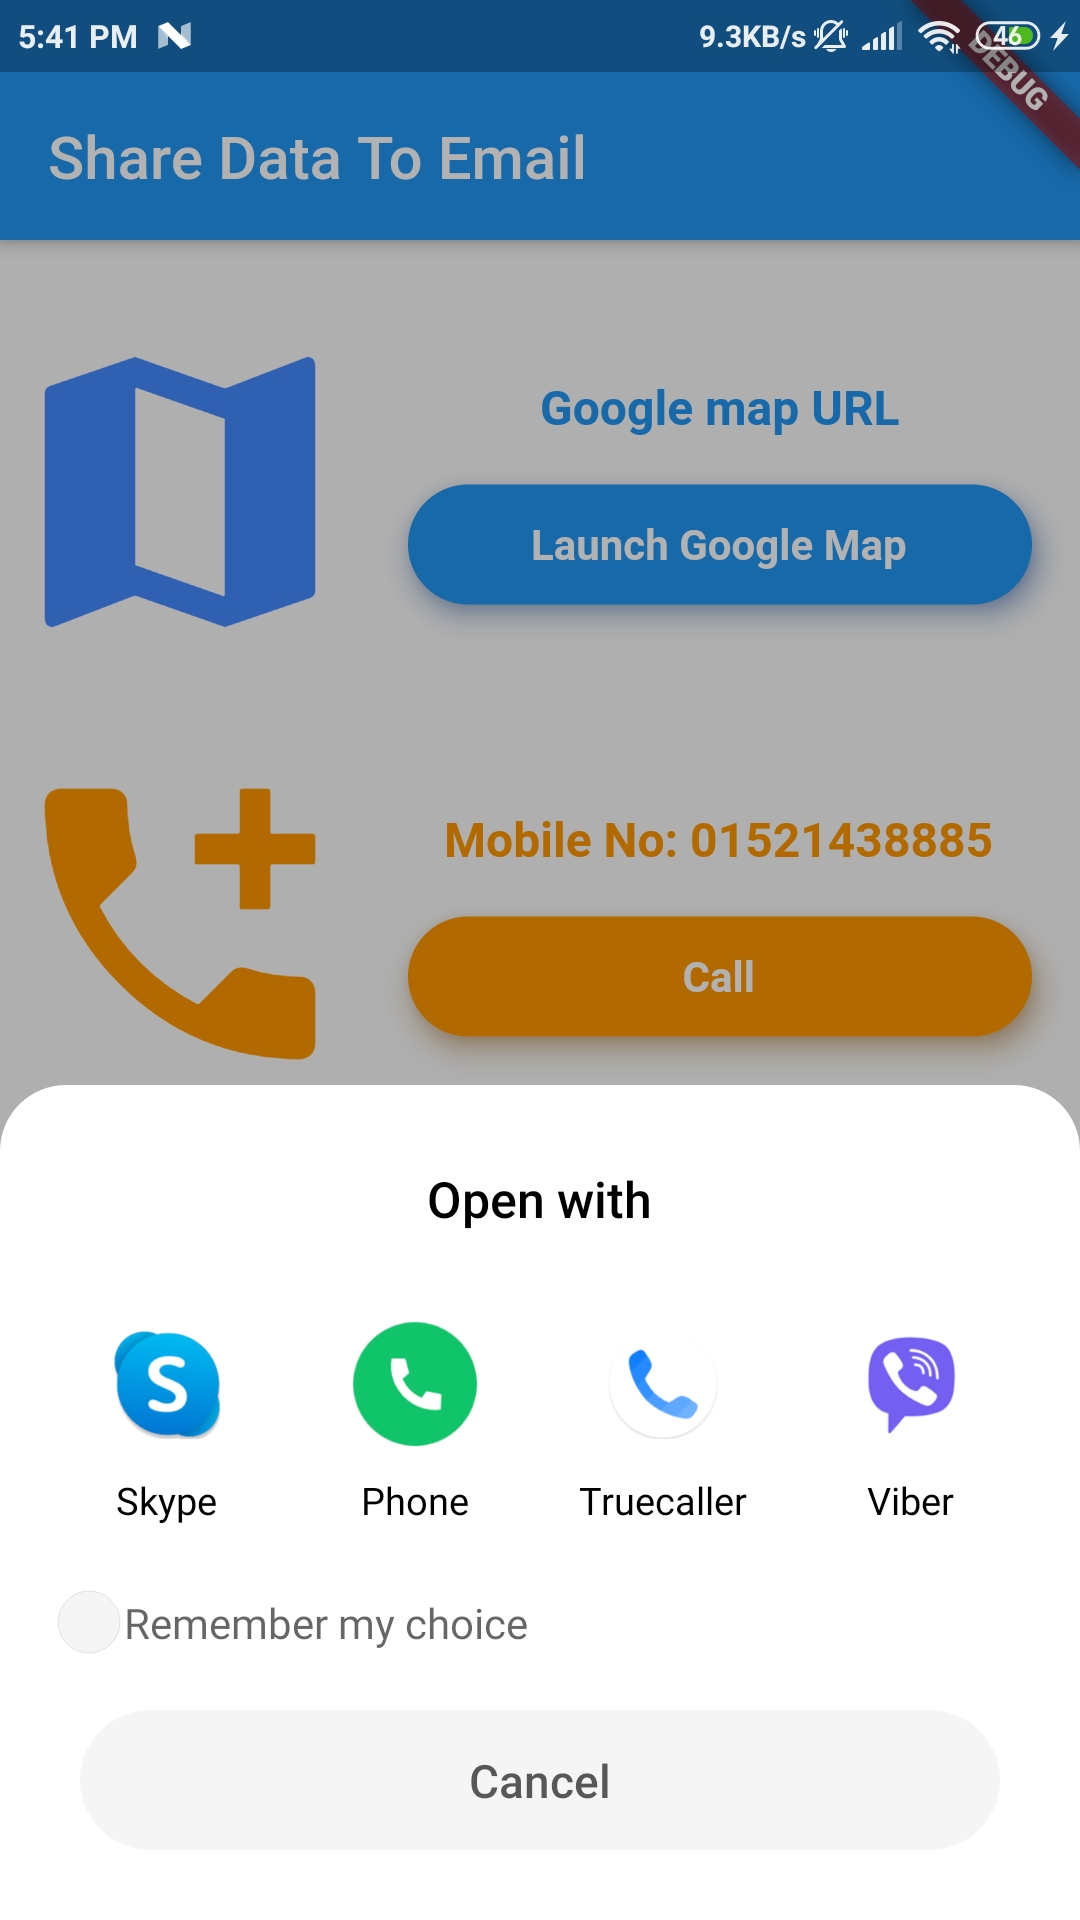 5:41 PM 9.3KB/s 46
DEBUG
Share Data To Email
Google map URL
Launch Google Map
Mobile No: 01521438885
Call
Open with
Skype Phone Truecaller Viber
Remember my choice
Cancel